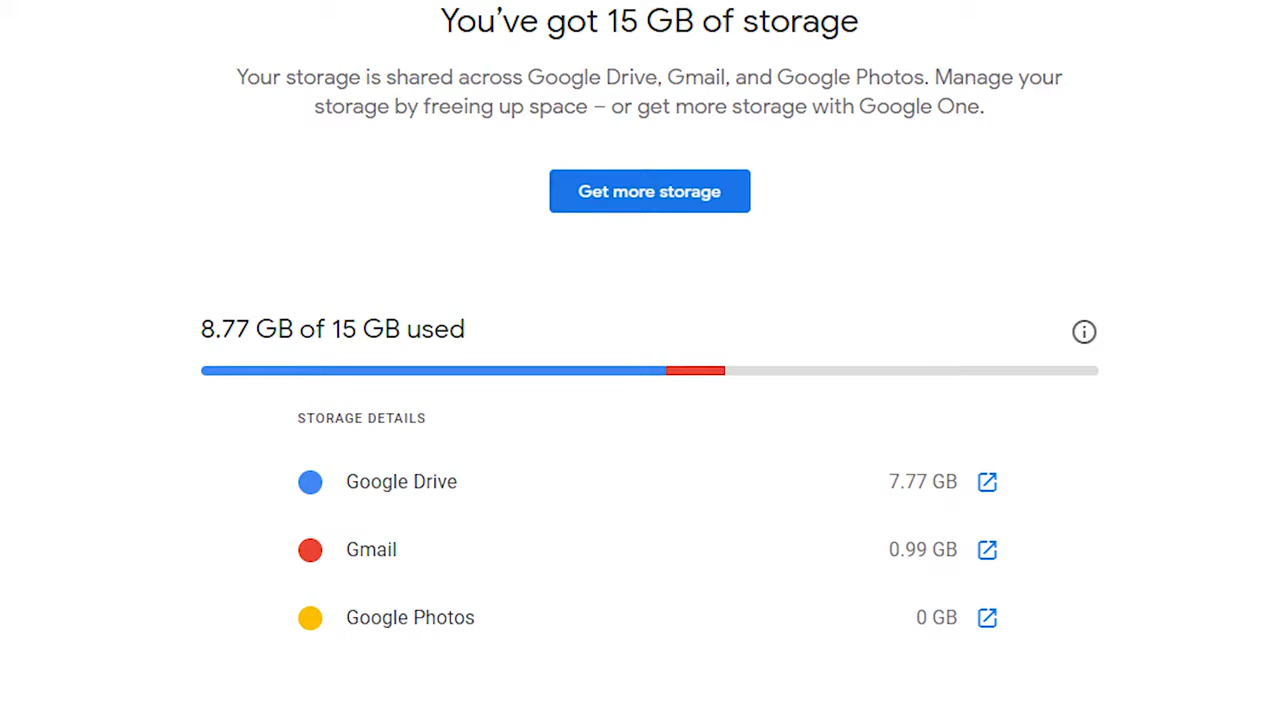 You’ve got 15 GB of storage
Your storage is shared across Google Drive, Gmail, and Google Photos. Manage your
storage by freeing up space – or get more storage with Google One.
Get more storage
8.77 GB of 15 GB used
STORAGE DETAILS
Google Drive 7.77 GB
Gmail 0.99 GB
Google Photos 0 GB